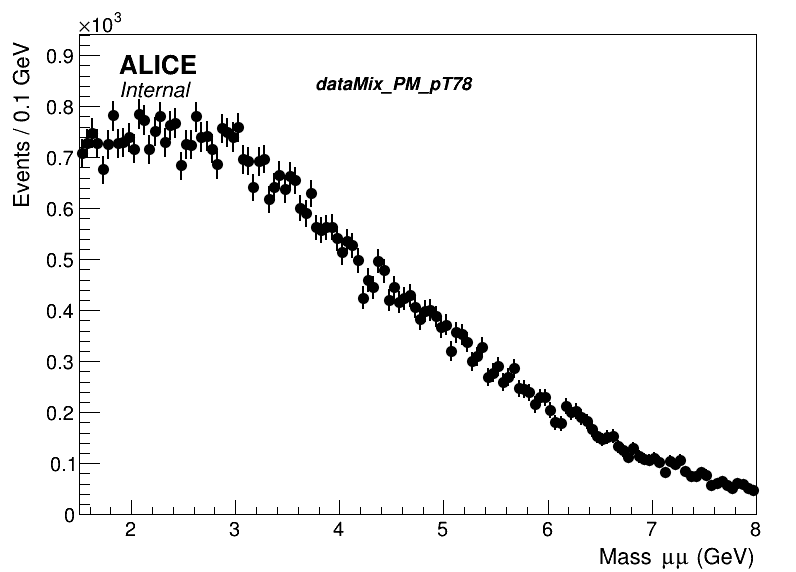 ×10³
0.9
0.8
0.7
0.6
0.5
0.4
0.3
0.2
0.1
0
Events / 0.1 GeV
ALICE
Internal
dataMix_PM_pT78
2 3 4 5 6 7 8
Mass μμ (GeV)